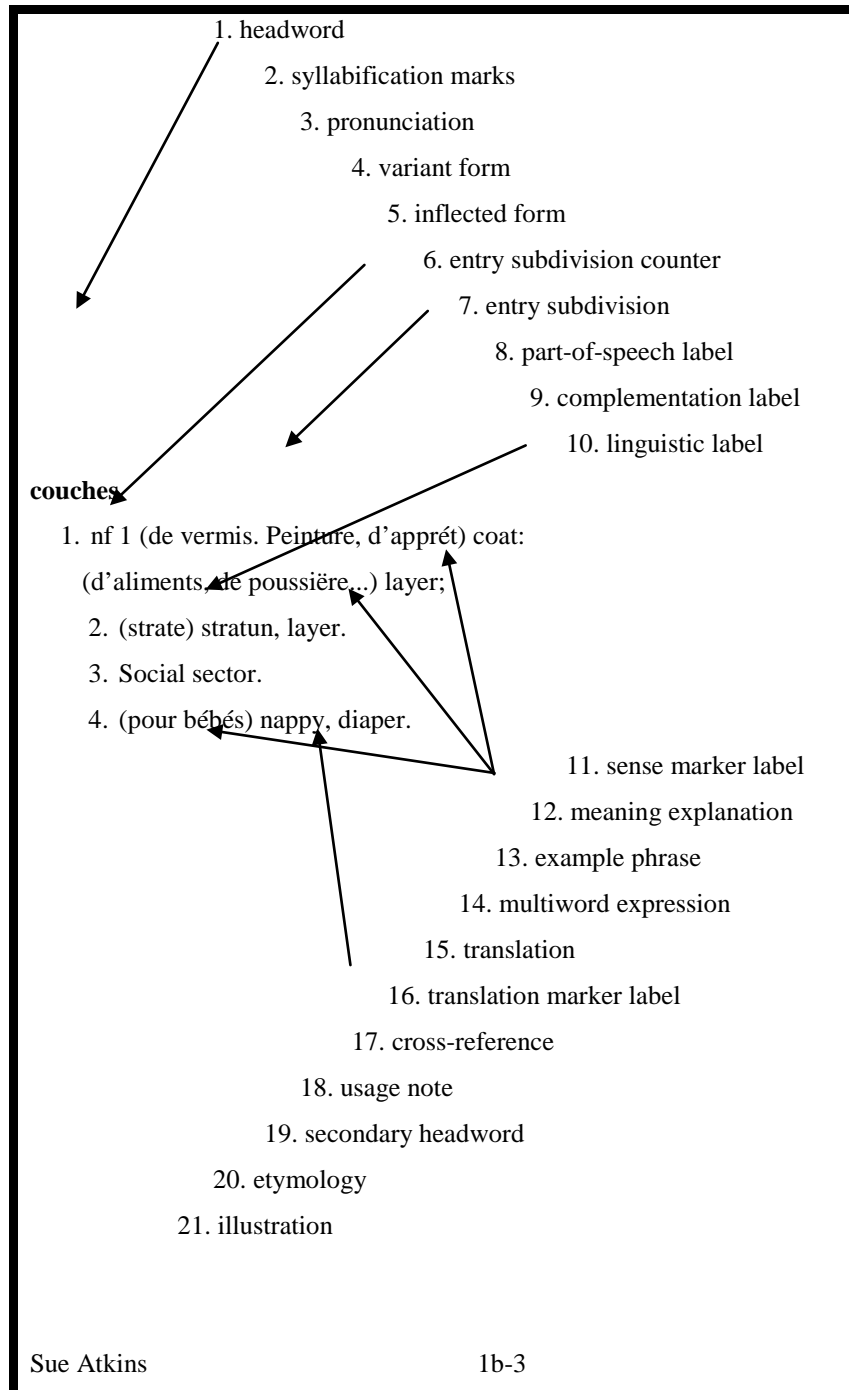 1. headword
2. syllabification marks
3. pronunciation
4. variant form
5. inflected form
6. entry subdivision counter
7. entry subdivision
8. part-of-speech label
9. complementation label
10. linguistic label
couches
1. nf 1 (de vermis. Peinture, d’apprét) coat:
(d’aliments, de poussiëre...) layer;
2. (strate) stratun, layer.
3. Social sector.
4. (pour bébés) nappy, diaper.
11. sense marker label
12. meaning explanation
13. example phrase
14. multiword expression
15. translation
16. translation marker label
17. cross-reference
18. usage note
19. secondary headword
20. etymology
21. illustration
Sue Atkins 1b-3